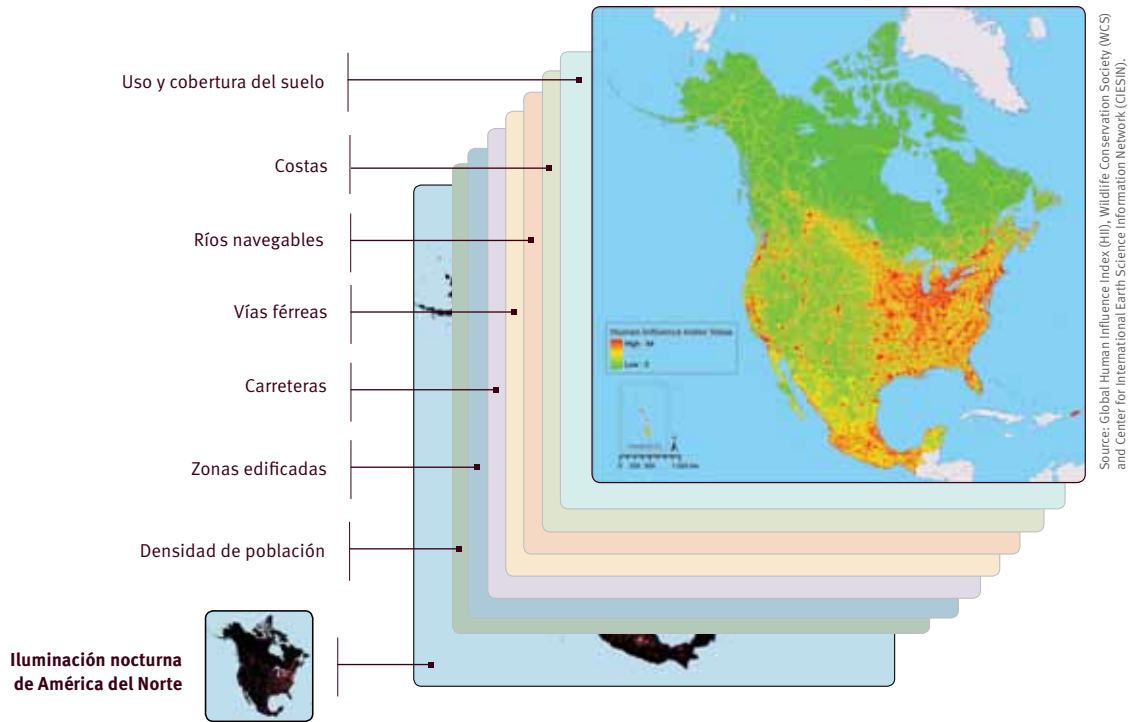 Uso y cobertura del suelo
Costas
Ríos navegables
Vías férreas
Carreteras
Zonas edificadas
Densidad de población
Iluminación nocturna
de América del Norte
Human Influence Index Value
High : 64
Low : 0
Source: Global Human Influence Index (HII), Wildlife Conservation Society (WCS)
and Center for International Earth Science Information Network (CIESIN).